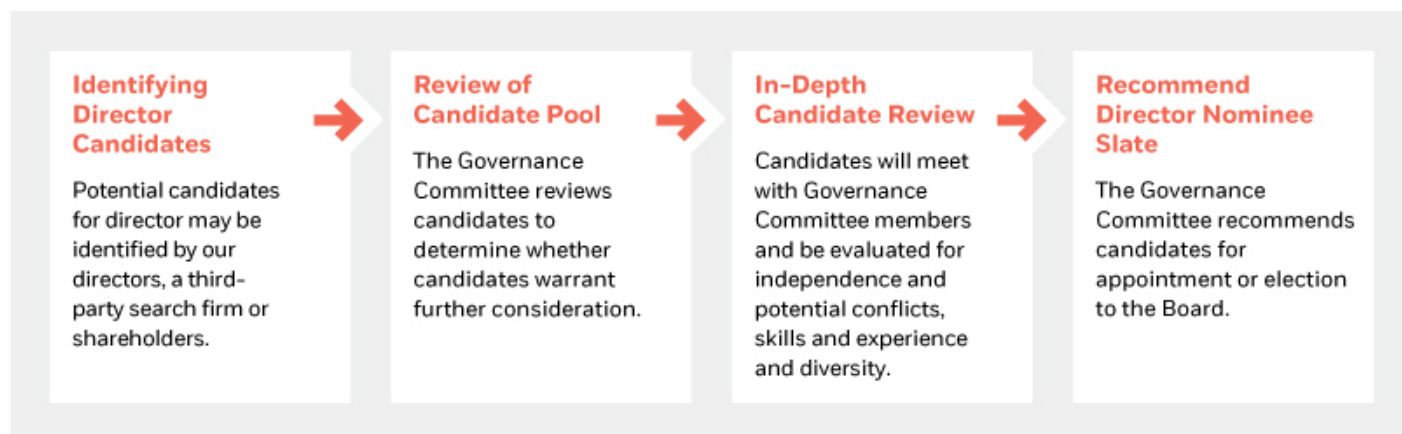 Identifying
Director
Candidates
Potential candidates
for director may be
identified by our
directors, a third-
party search firm or
shareholders.
Review of
Candidate Pool
The Governance
Committee reviews
candidates to
determine whether
candidates warrant
further consideration.
In-Depth
Candidate Review
Candidates will meet
with Governance
Committee members
and be evaluated for
independence and
potential conflicts,
skills and experience
and diversity.
Recommend
Director Nominee
Slate
The Governance
Committee recommends
candidates for
appointment or election
to the Board.